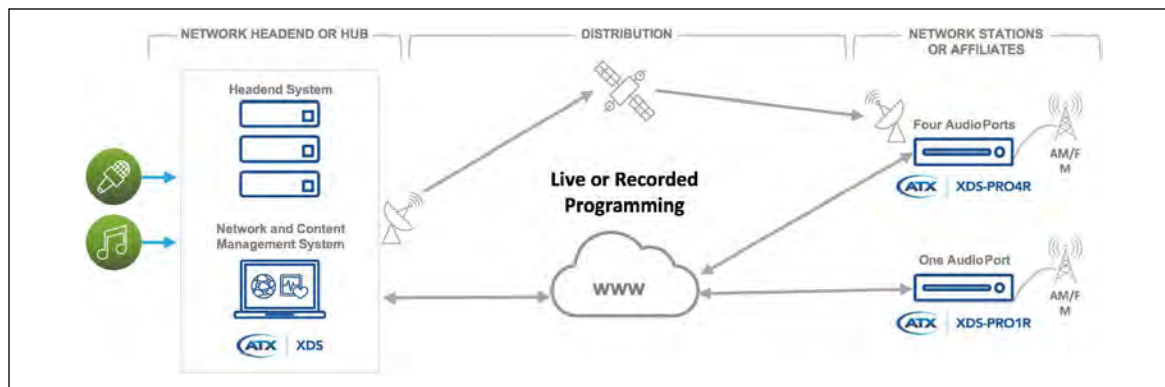 NETWORK HEADEND OR HUB
DISTRIBUTION
NETWORK STATIONS
OR AFFILIATES
Headend System
Four AudioPorts
AM/F
M
ATX XDS-PRO4R
Live or Recorded
Programming
Network and Content
Management System
www
One AudioPort
AM/F
M
ATX XDS-PRO1R
ATX XDS